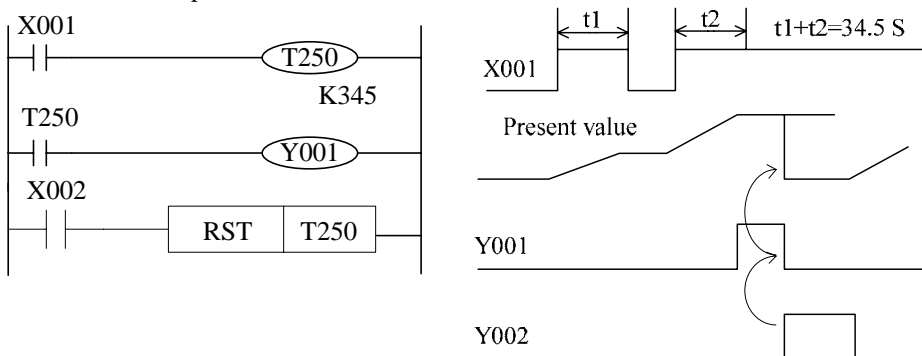 X001
T250
K345
T250
Y001
X002
RST T250
t1 t2 t1+t2=34.5 S
X001
Present value
Y001
Y002